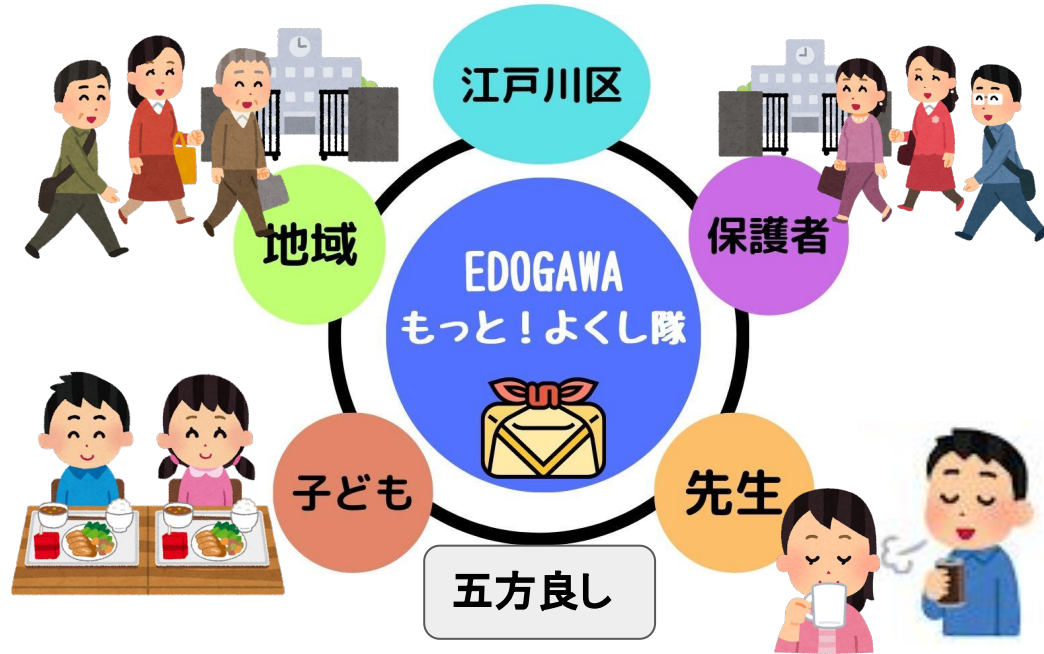 江戸川区
地域
保護者
EDOGAWA
もっと！よくし隊
子ども
先生
五方良し